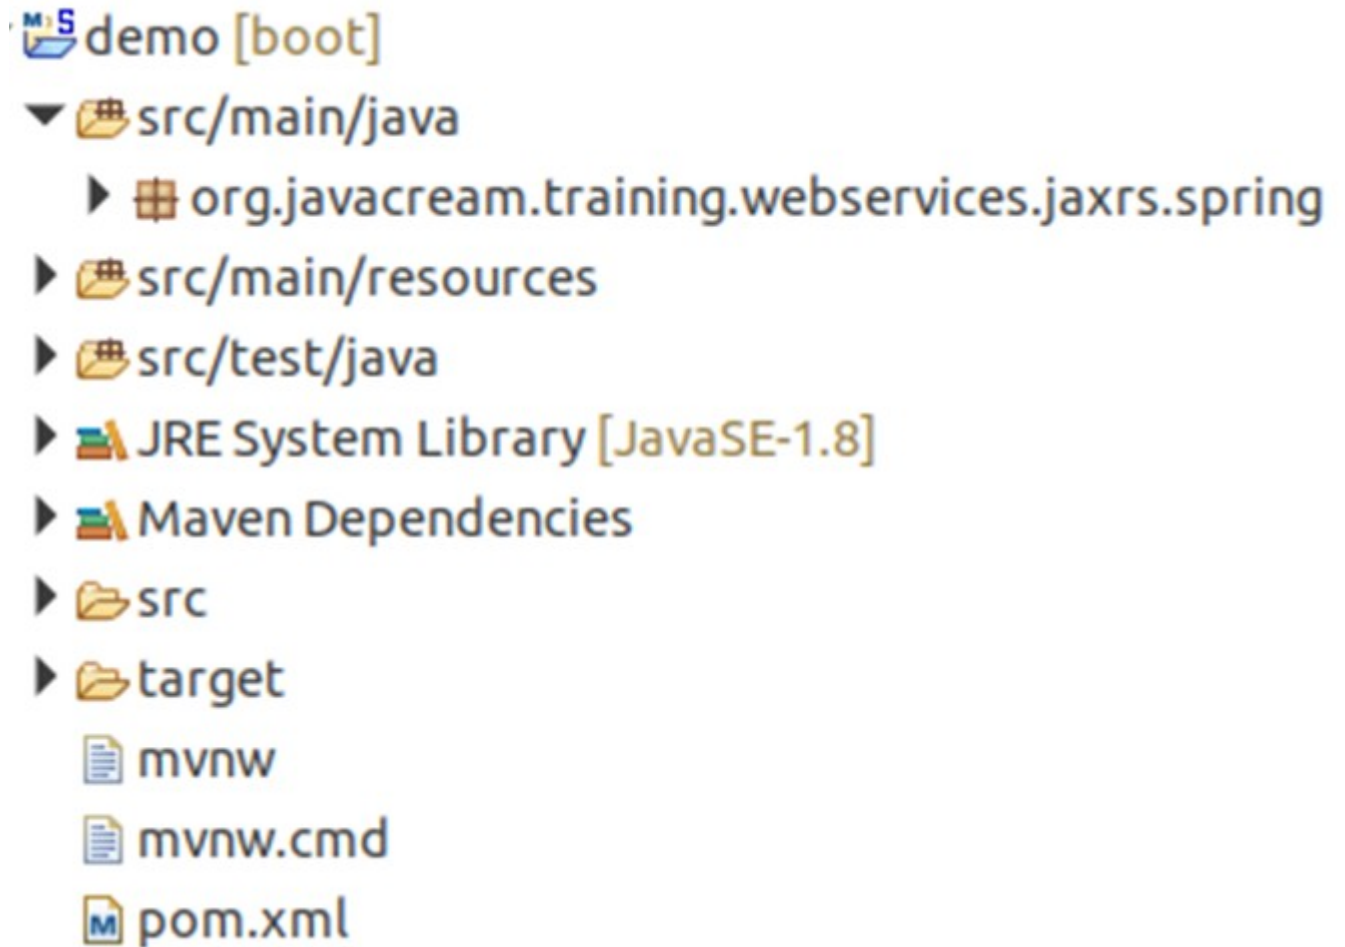 demo [boot]
src/main/java
org.javacream.training.webservices.jaxrs.spring
src/main/resources
src/test/java
JRE System Library [JavaSE-1.8]
Maven Dependencies
src
target
mvnw
mvnw.cmd
pom.xml